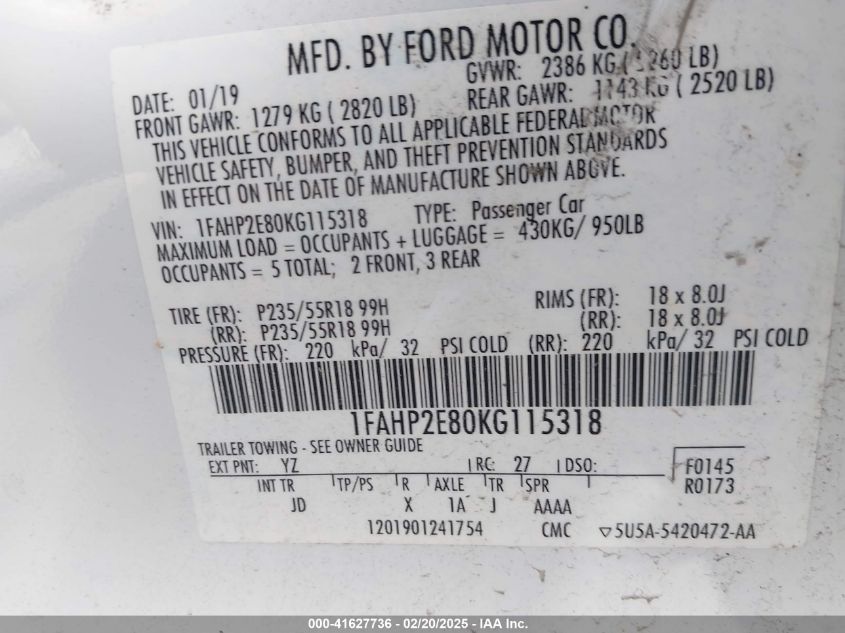 MFD. BY FORD MOTOR CO.
DATE: 01/19 GVWR: 2386 KG ( 5260 LB)
FRONT GAWR: 1279 KG ( 2820 LB) REAR GAWR: 1143 KG ( 2520 LB)
THIS VEHICLE CONFORMS TO ALL APPLICABLE FEDERAL MOTOR
VEHICLE SAFETY, BUMPER, AND THEFT PREVENTION STANDARDS
IN EFFECT ON THE DATE OF MANUFACTURE SHOWN ABOVE.
VIN: 1FAHP2E80KG115318 TYPE: Passenger Car
MAXIMUM LOAD = OCCUPANTS + LUGGAGE = 430KG/ 950LB
OCCUPANTS = 5 TOTAL; 2 FRONT, 3 REAR
TIRE (FR): P235/55R18 99H RIMS (FR): 18 x 8.0J
(RR): P235/55R18 99H (RR): 18 x 8.0J
PRESSURE (FR): 220 kPa/ 32 PSI COLD (RR): 220 kPa/ 32 PSI COLD
1FAHP2E80KG115318
TRAILER TOWING - SEE OWNER GUIDE
EXT PNT: YZ RC: 27 DSO: F0145
INT TR TP/PS R AXLE TR SPR R0173
JD X 1A J AAAA
1201901241754 CMC ▽5U5A-5420472-AA
000-41627736 - 02/20/2025 - IAA Inc.